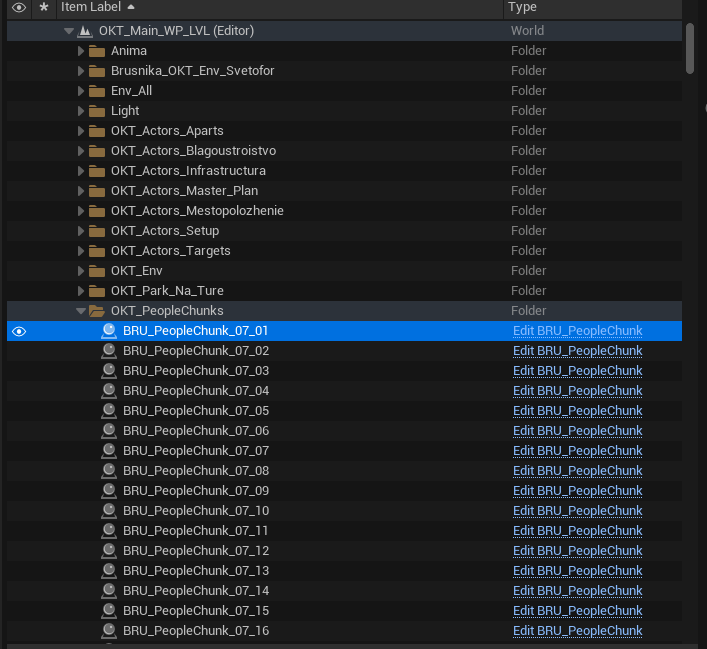 Item Label Type
OKT_Main_WP_LVL (Editor) World
Anima Folder
Brusnika_OKT_Env_Svetofor Folder
Env_All Folder
Light Folder
OKT_Actors_Aparts Folder
OKT_Actors_Blagoustroistvo Folder
OKT_Actors_Infrastructura Folder
OKT_Actors_Master_Plan Folder
OKT_Actors_Mestopolozhenie Folder
OKT_Actors_Setup Folder
OKT_Actors_Targets Folder
OKT_Env Folder
OKT_Park_Na_Ture Folder
OKT_PeopleChunks Folder
BRU_PeopleChunk_07_01 Edit BRU_PeopleChunk
BRU_PeopleChunk_07_02 Edit BRU_PeopleChunk
BRU_PeopleChunk_07_03 Edit BRU_PeopleChunk
BRU_PeopleChunk_07_04 Edit BRU_PeopleChunk
BRU_PeopleChunk_07_05 Edit BRU_PeopleChunk
BRU_PeopleChunk_07_06 Edit BRU_PeopleChunk
BRU_PeopleChunk_07_07 Edit BRU_PeopleChunk
BRU_PeopleChunk_07_08 Edit BRU_PeopleChunk
BRU_PeopleChunk_07_09 Edit BRU_PeopleChunk
BRU_PeopleChunk_07_10 Edit BRU_PeopleChunk
BRU_PeopleChunk_07_11 Edit BRU_PeopleChunk
BRU_PeopleChunk_07_12 Edit BRU_PeopleChunk
BRU_PeopleChunk_07_13 Edit BRU_PeopleChunk
BRU_PeopleChunk_07_14 Edit BRU_PeopleChunk
BRU_PeopleChunk_07_15 Edit BRU_PeopleChunk
BRU_PeopleChunk_07_16 Edit BRU_PeopleChunk